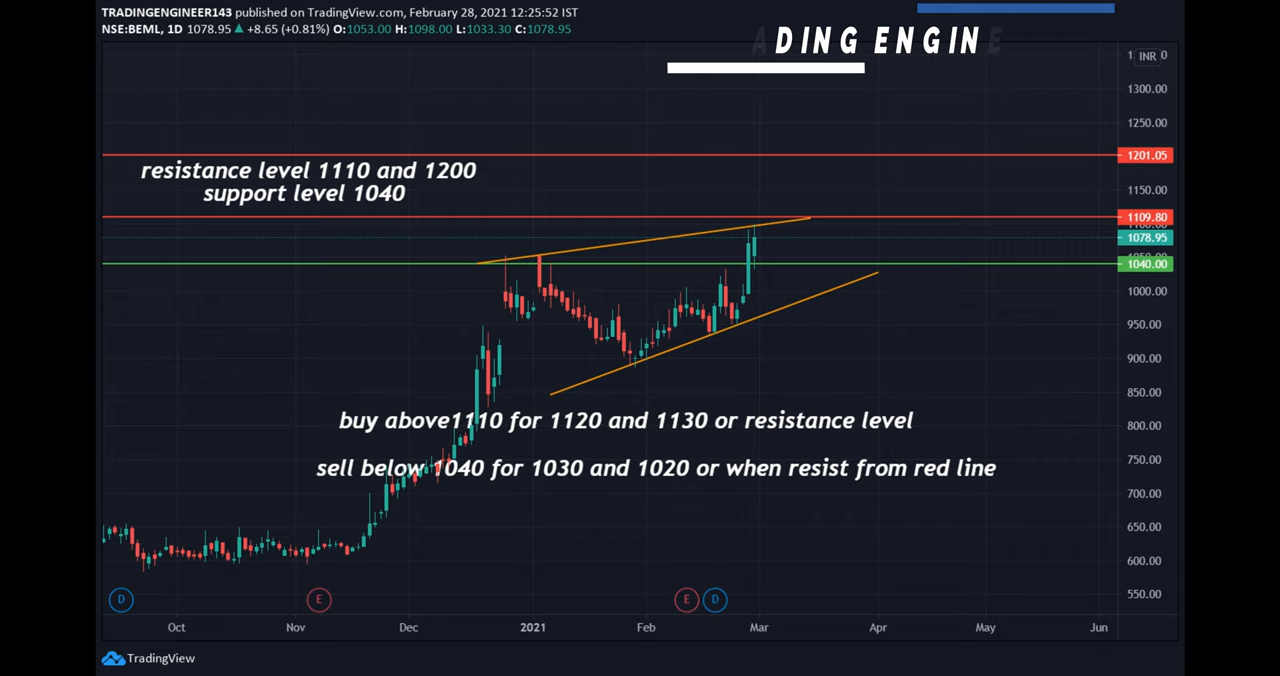 TRADINGENGINEER143 published on TradingView.com, February 28, 2021 12:25:52 IST
NSE:BEML, 1D 1078.95 ▲ +8.65 (+0.81%) O:1053.00 H:1098.00 L:1033.30 C:1078.95
ADING ENGINE
INR
1300.00
1250.00
1201.05
resistance level 1110 and 1200
support level 1040
1150.00
1109.80
1078.95
1040.00
1000.00
950.00
900.00
850.00
buy above1110 for 1120 and 1130 or resistance level
800.00
sell below 1040 for 1030 and 1020 or when resist from red line
750.00
700.00
650.00
600.00
550.00
D E E D
Oct Nov Dec 2021 Feb Mar Apr May Jun
TradingView